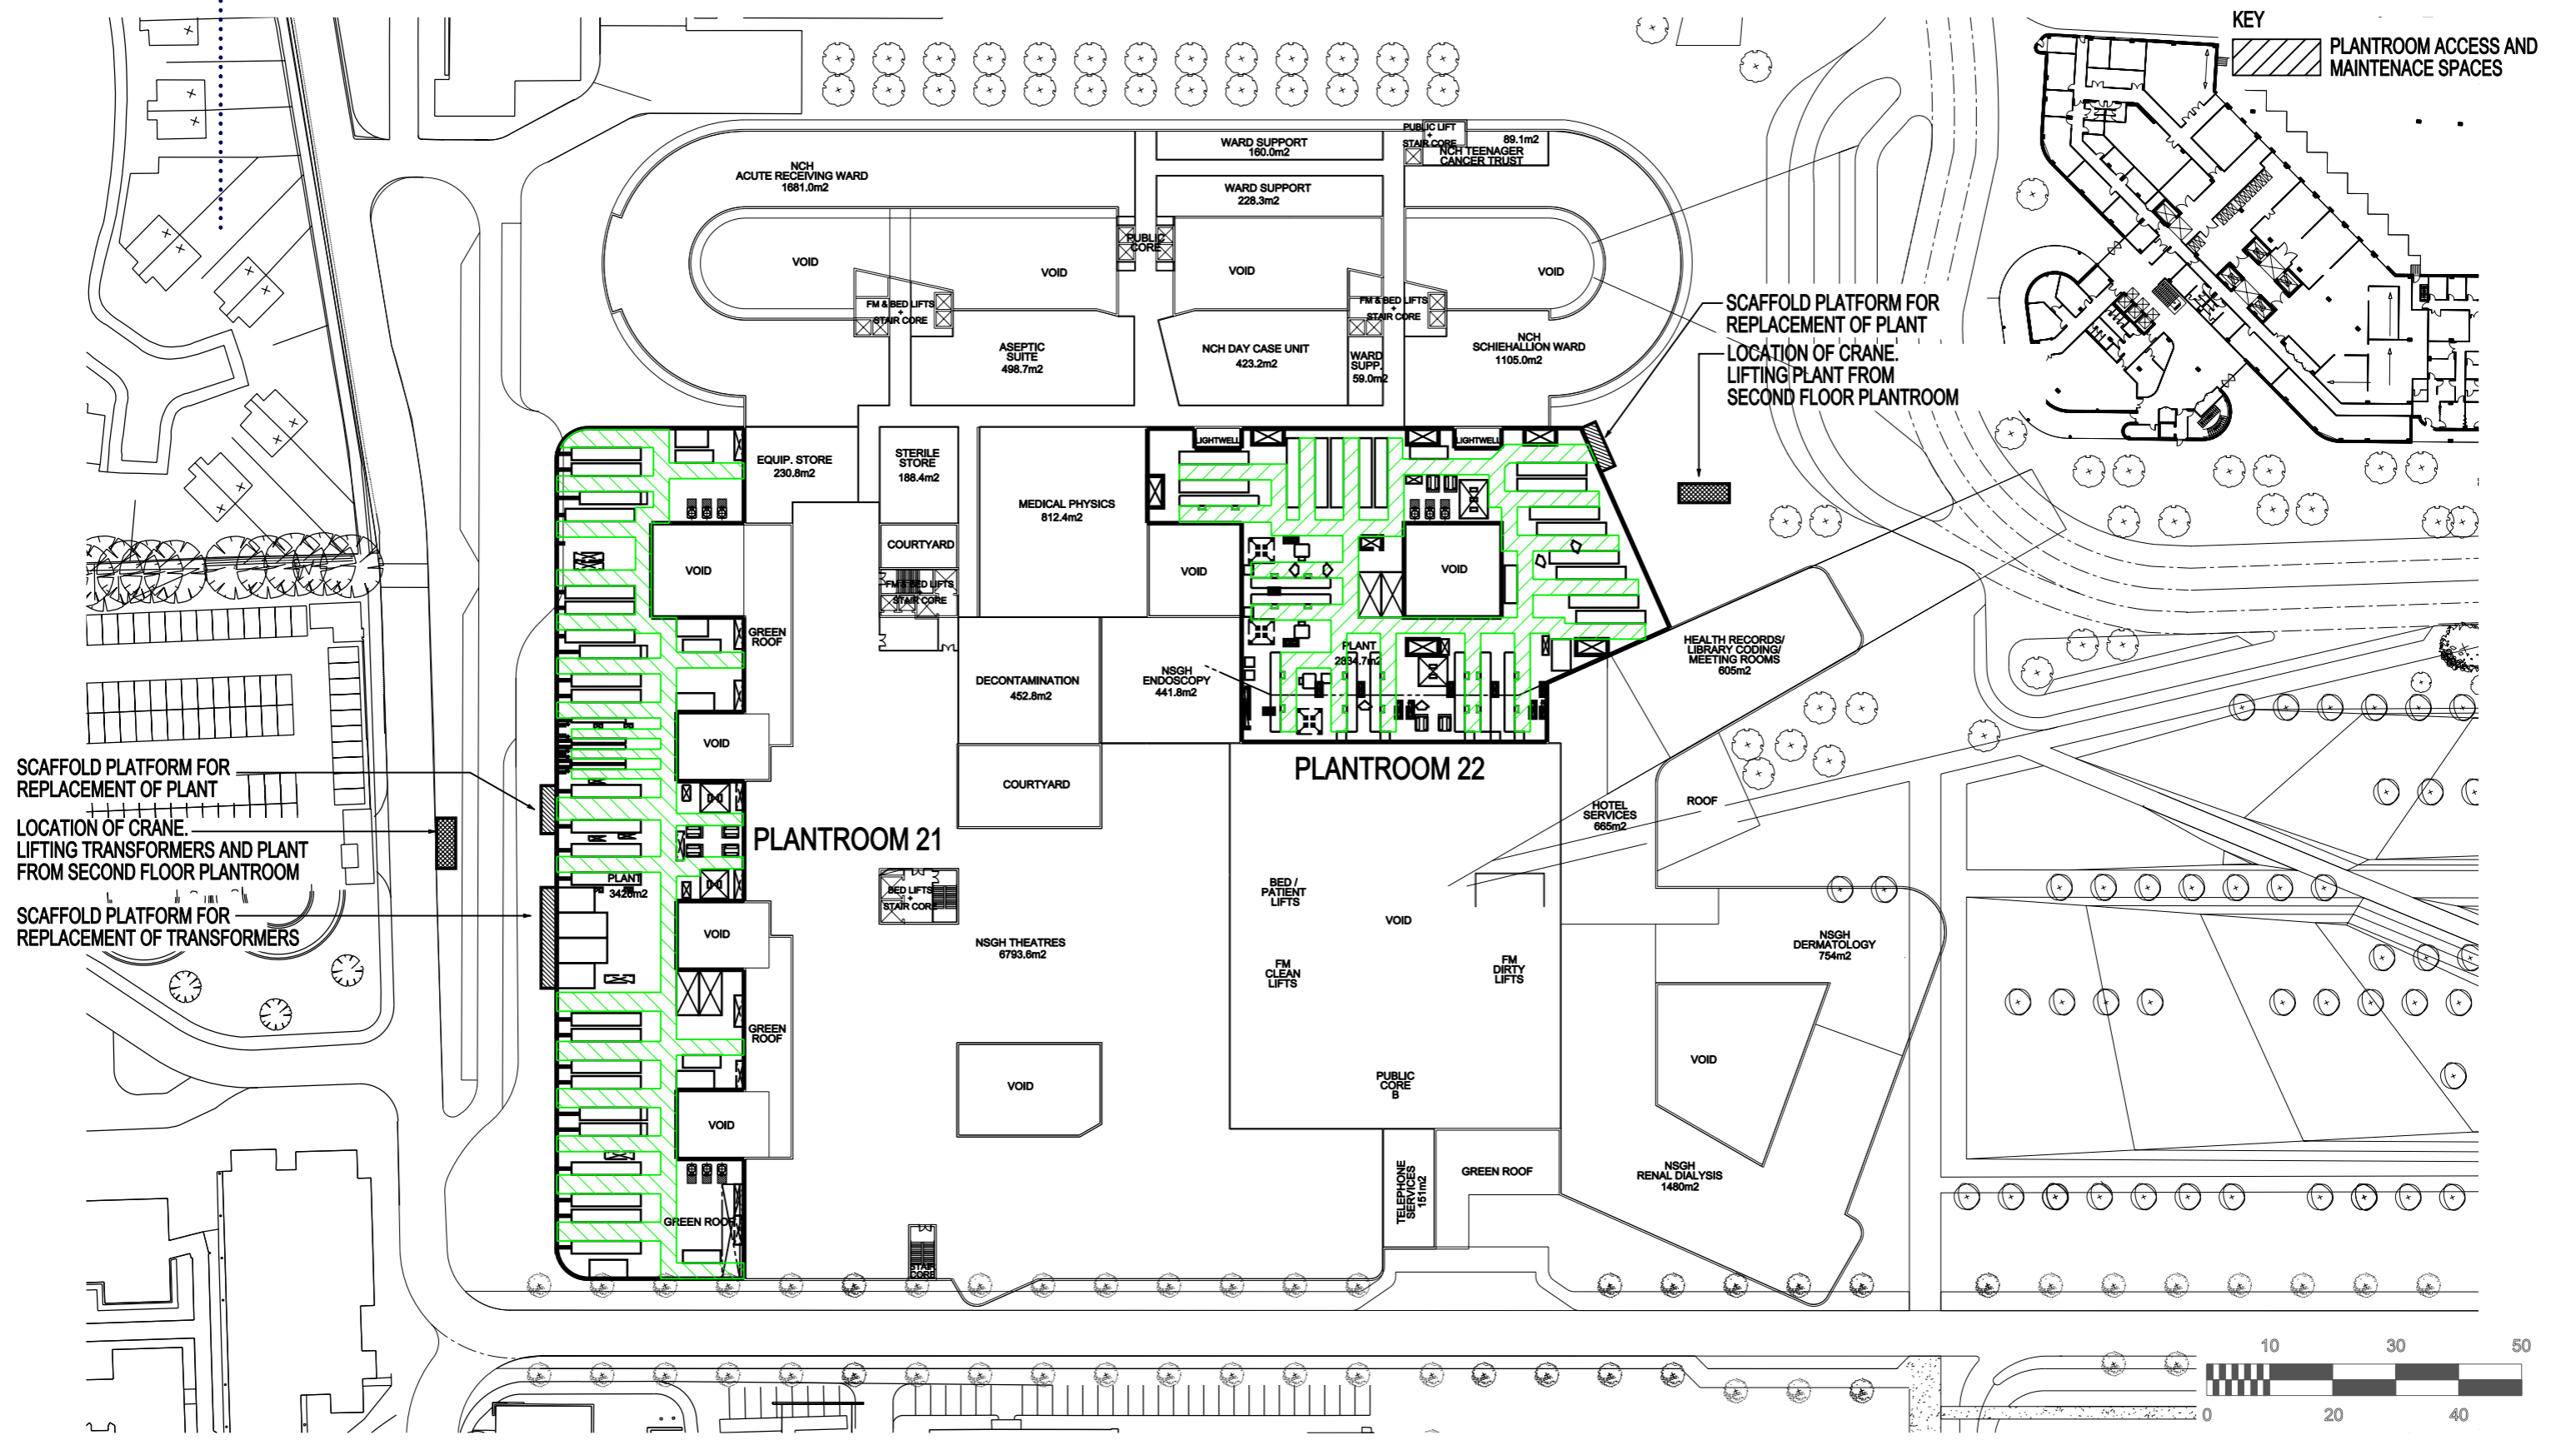 KEY
PLANTROOM ACCESS AND
MAINTENACE SPACES
NCH
ACUTE RECEIVING WARD
1681.0m2
WARD SUPPORT
160.0m2
WARD SUPPORT
228.3m2
PUBLIC LIFT
+
STAIR CORE
89.1m2
NCH TEENAGER
CANCER TRUST
VOID
VOID
PUBLIC
CORE
VOID
VOID
FM & BED LIFTS
+
STAIR CORE
FM & BED LIFTS
+
STAIR CORE
ASEPTIC
SUITE
498.7m2
NCH DAY CASE UNIT
423.2m2
WARD
SUPP.
59.0m2
NCH
SCHIEHALLION WARD
1105.0m2
SCAFFOLD PLATFORM FOR
REPLACEMENT OF PLANT
LOCATION OF CRANE.
LIFTING PLANT FROM
SECOND FLOOR PLANTROOM
EQUIP. STORE
230.8m2
STERILE
STORE
188.4m2
MEDICAL PHYSICS
812.4m2
LIGHTWELL
LIGHTWELL
COURTYARD
VOID
VOID
VOID
FM & BED LIFTS
+
STAIR CORE
GREEN
ROOF
DECONTAMINATION
452.8m2
NSGH
ENDOSCOPY
441.8m2
PLANT
2834.7m2
HEALTH RECORDS/
LIBRARY CODING/
MEETING ROOMS
605m2
VOID
COURTYARD
PLANTROOM 22
PLANTROOM 21
SCAFFOLD PLATFORM FOR
REPLACEMENT OF PLANT
LOCATION OF CRANE.
LIFTING TRANSFORMERS AND PLANT
FROM SECOND FLOOR PLANTROOM
SCAFFOLD PLATFORM FOR
REPLACEMENT OF TRANSFORMERS
PLANT
3426m2
HOTEL
SERVICES
665m2
ROOF
BED LIFTS
+
STAIR CORE
BED /
PATIENT
LIFTS
VOID
VOID
NSGH THEATRES
6793.6m2
FM
CLEAN
LIFTS
FM
DIRTY
LIFTS
NSGH
DERMATOLOGY
754m2
GREEN
ROOF
VOID
VOID
PUBLIC
CORE
B
VOID
VOID
TELEPHONE
SERVICES
151m2
GREEN ROOF
NSGH
RENAL DIALYSIS
1480m2
GREEN ROOF
STAIR
CORE
10 30 50
0 20 40